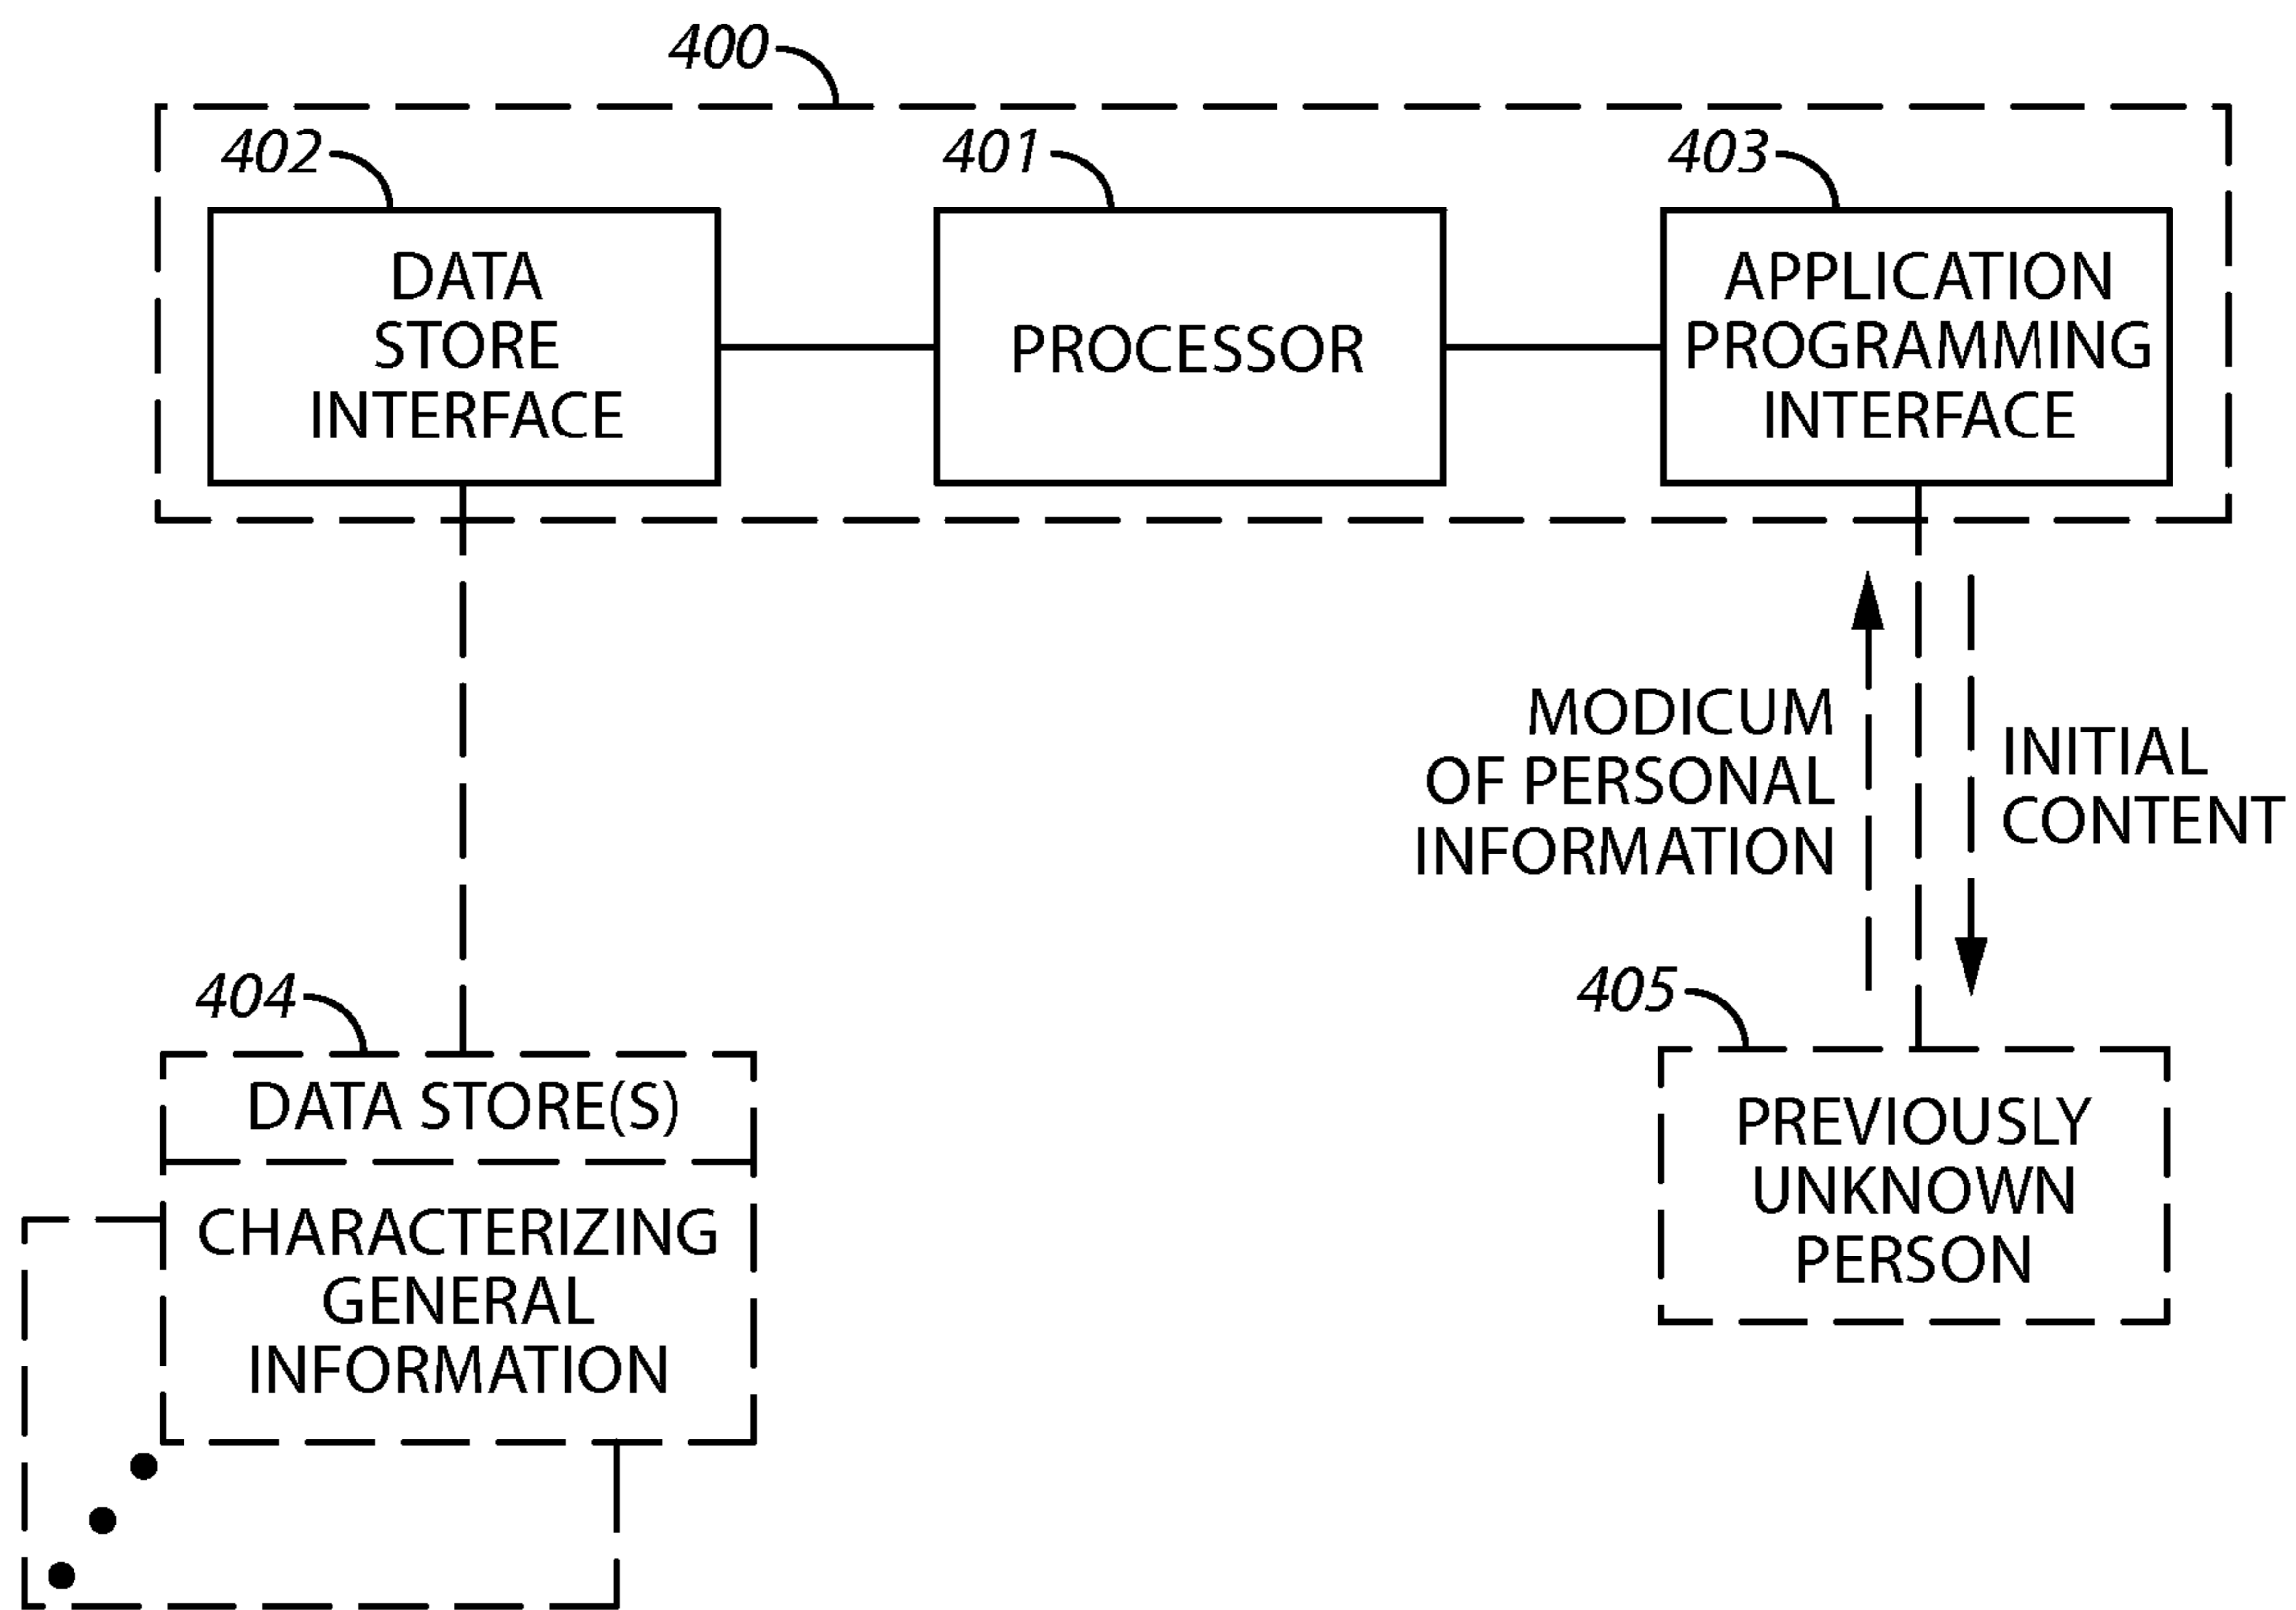 400
402
401
403
DATA
STORE
INTERFACE
PROCESSOR
APPLICATION
PROGRAMMING
INTERFACE
MODICUM
OF PERSONAL
INFORMATION
INITIAL
CONTENT
404
DATA STORE(S)
CHARACTERIZING
GENERAL
INFORMATION
405
PREVIOUSLY
UNKNOWN
PERSON